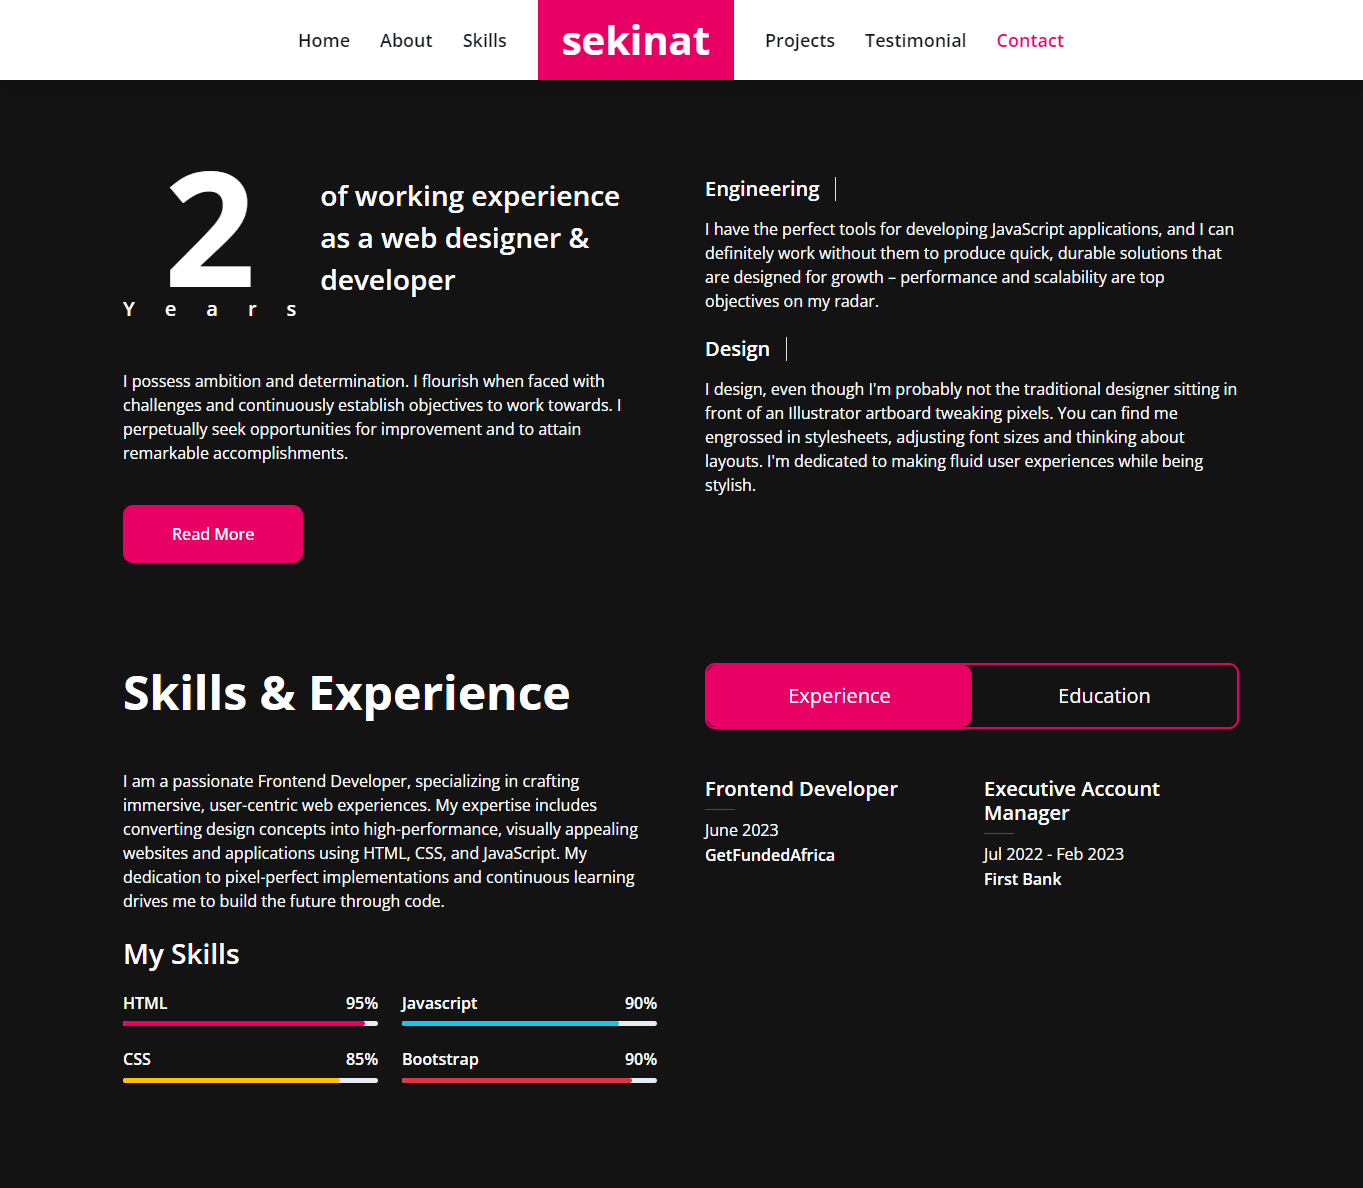 Home
About
Skills
sekinat
Projects
Testimonial
Contact
2
Years
of working experience
as a web designer &
developer
I possess ambition and determination. I flourish when faced with
challenges and continuously establish objectives to work towards. I
perpetually seek opportunities for improvement and to attain
remarkable accomplishments.
Read More
Engineering
I have the perfect tools for developing JavaScript applications, and I can
definitely work without them to produce quick, durable solutions that
are designed for growth – performance and scalability are top
objectives on my radar.
Design
I design, even though I'm probably not the traditional designer sitting in
front of an Illustrator artboard tweaking pixels. You can find me
engrossed in stylesheets, adjusting font sizes and thinking about
layouts. I'm dedicated to making fluid user experiences while being
stylish.
Skills & Experience
I am a passionate Frontend Developer, specializing in crafting
immersive, user-centric web experiences. My expertise includes
converting design concepts into high-performance, visually appealing
websites and applications using HTML, CSS, and JavaScript. My
dedication to pixel-perfect implementations and continuous learning
drives me to build the future through code.
My Skills
HTML 95%
Javascript 90%
CSS 85%
Bootstrap 90%
Experience
Education
Frontend Developer
June 2023
GetFundedAfrica
Executive Account
Manager
Jul 2022 - Feb 2023
First Bank